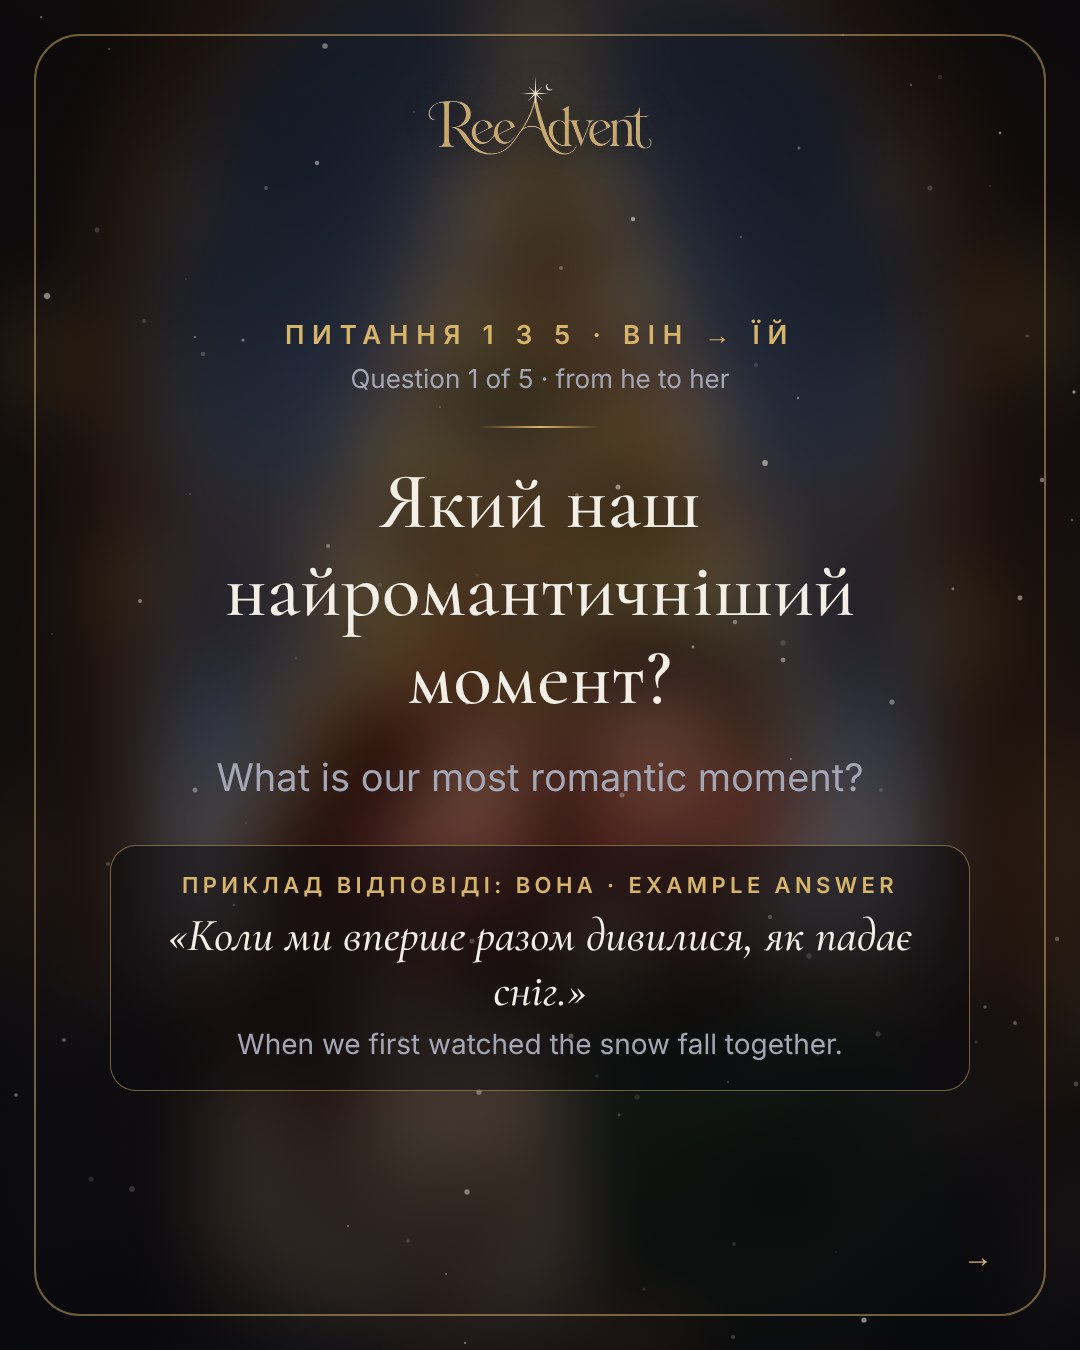 ReeAdvent
ПИТАННЯ 1 З 5 · ВІН → ЇЙ
Question 1 of 5 · from he to her
Який наш
найромантичніший
момент?
What is our most romantic moment?
ПРИКЛАД ВІДПОВІДІ: ВОНА · EXAMPLE ANSWER
«Коли ми вперше разом дивилися, як падає
сніг.»
When we first watched the snow fall together.
→